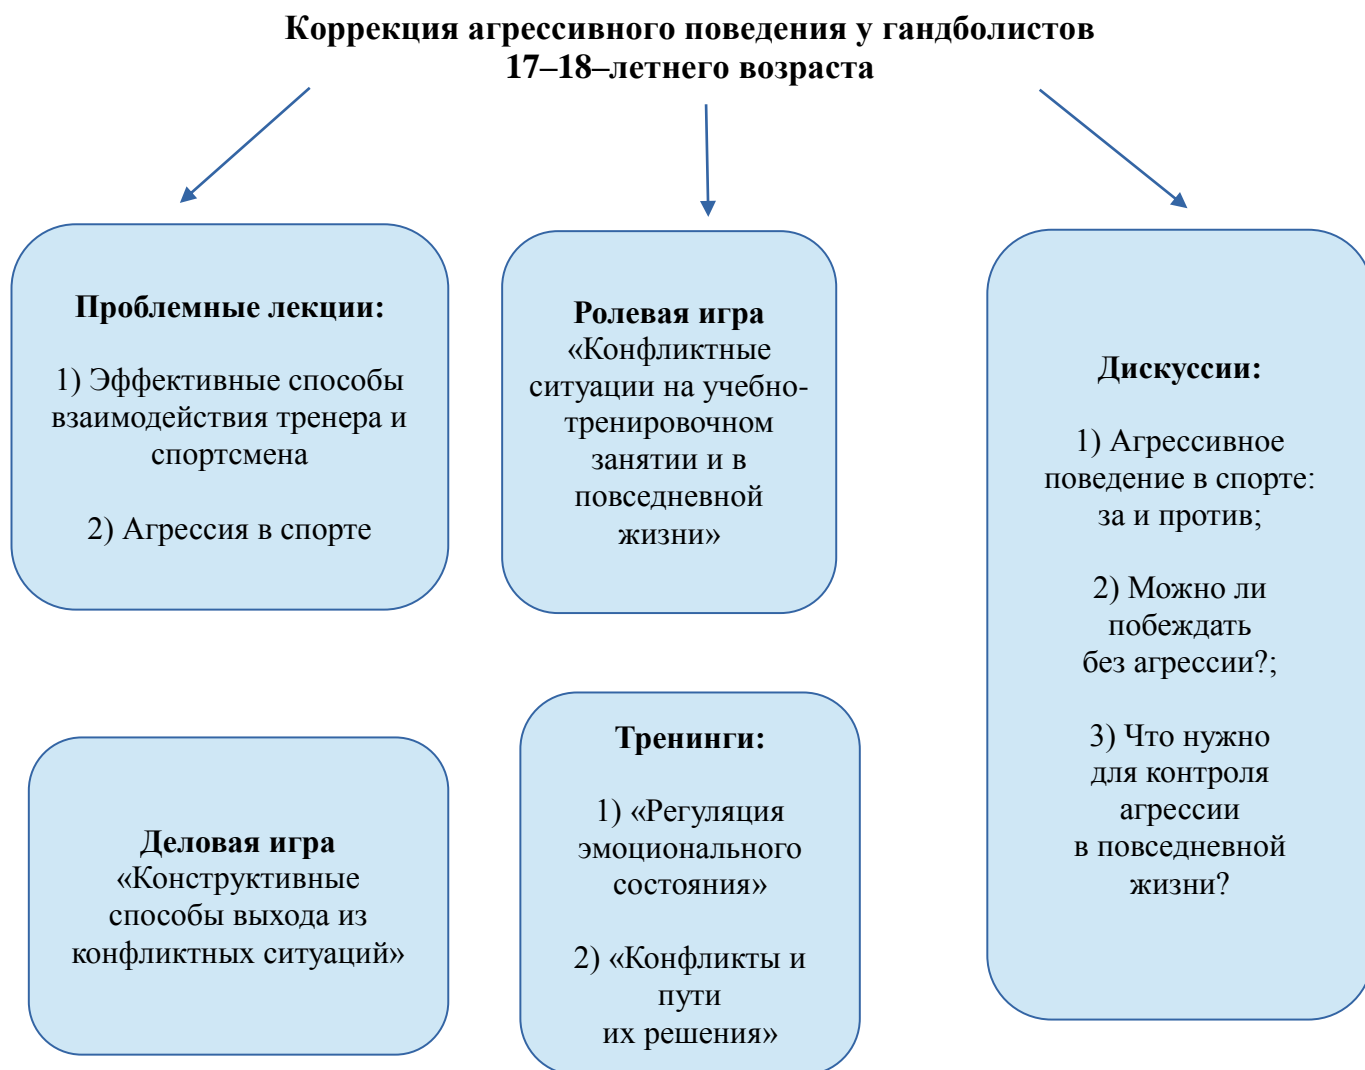 Коррекция агрессивного поведения у гандболистов
17–18–летнего возраста
Проблемные лекции:
1) Эффективные способы
взаимодействия тренера и
спортсмена
2) Агрессия в спорте
Ролевая игра
«Конфликтные
ситуации на учебно-
тренировочном
занятии и в
повседневной
жизни»
Дискуссии:
1) Агрессивное
поведение в спорте:
за и против;
2) Можно ли
побеждать
без агрессии?;
3) Что нужно
для контроля
агрессии
в повседневной
жизни?
Деловая игра
«Конструктивные
способы выхода из
конфликтных ситуаций»
Тренинги:
1) «Регуляция
эмоционального
состояния»
2) «Конфликты и
пути
их решения»